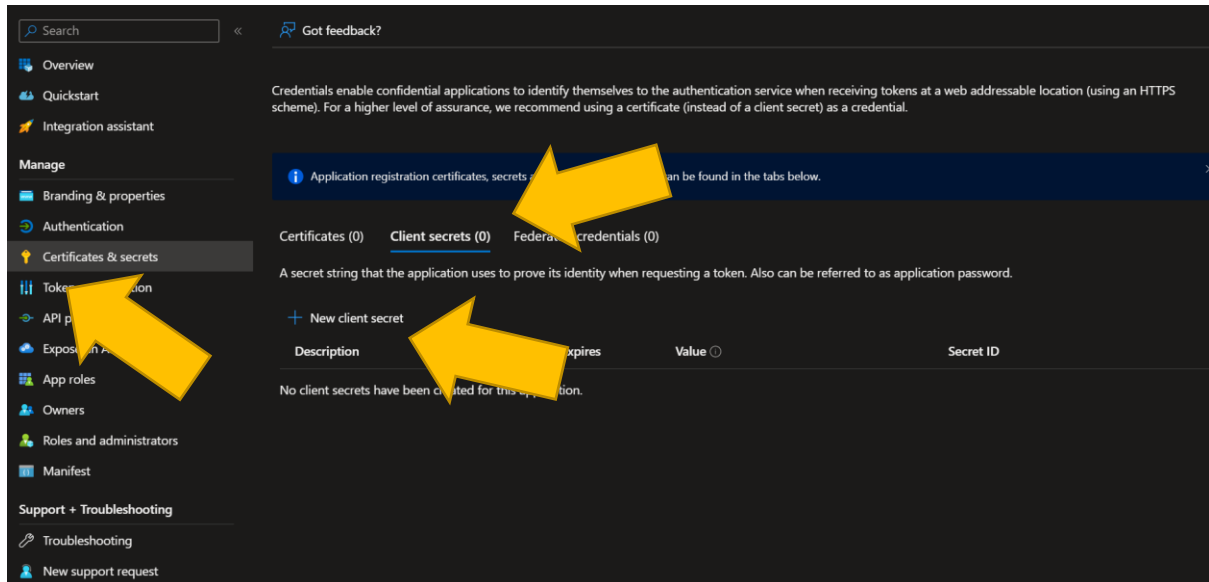 Search
Overview
Quickstart
Integration assistant
Manage
Branding & properties
Authentication
Certificates & secrets
API
App roles
Owners
Roles and administrators
Manifest
Support + Troubleshooting
Troubleshooting
New support request
Got feedback?
Credentials enable confidential applications to identify themselves to the authentication service when receiving tokens at a web addressable location (using an HTTPS
scheme). For a higher level of assurance, we recommend using a certificate (instead of a client secret) as a credential.
Application registration certificates, secrets can be found in the tabs below.
Certificates (0) Client secrets (0) Federated credentials (0)
A secret string that the application uses to prove its identity when requesting a token. Also can be referred to as application password.
New client secret
Description Expires Value Secret ID
No client secrets have been created for this application.